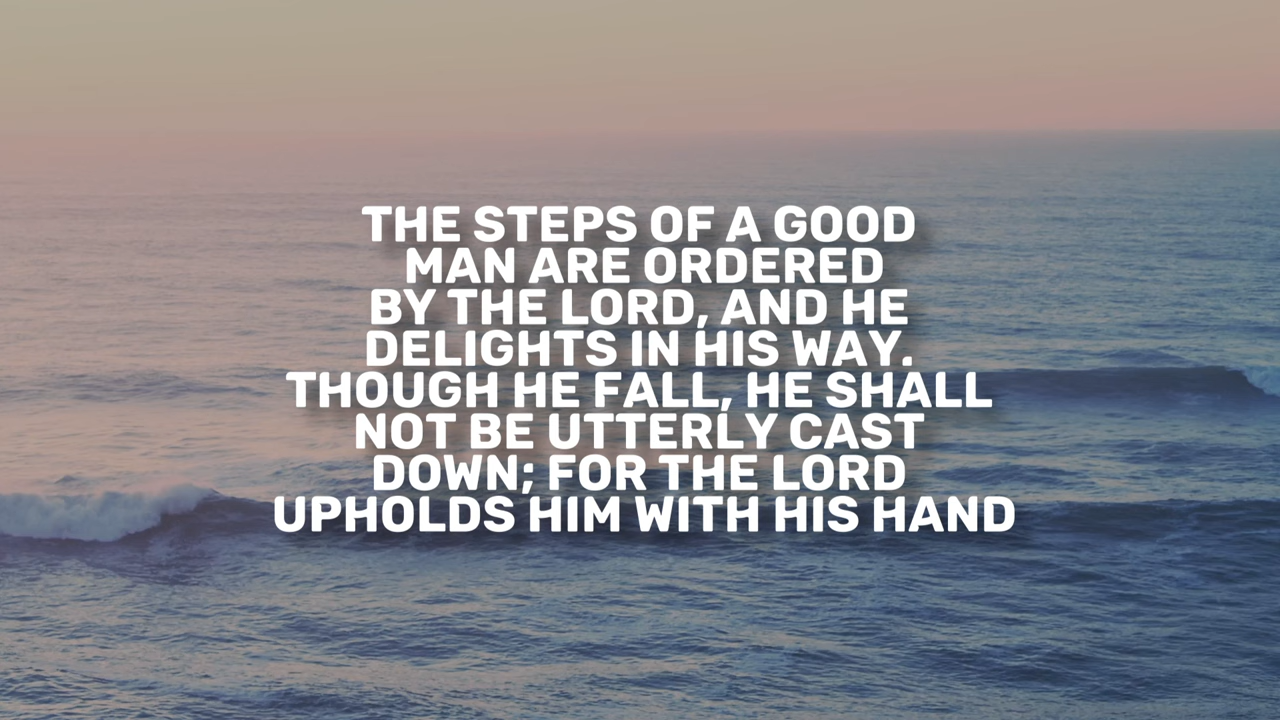 THE STEPS OF A GOOD
MAN ARE ORDERED
BY THE LORD, AND HE
DELIGHTS IN HIS WAY.
THOUGH HE FALL, HE SHALL
NOT BE UTTERLY CAST
DOWN; FOR THE LORD
UPHOLDS HIM WITH HIS HAND